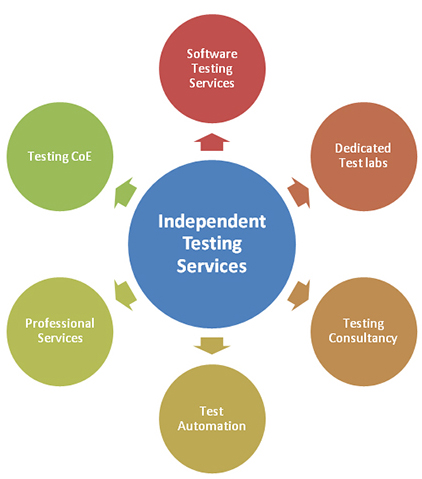 Software
Testing
Services
Testing CoE
Dedicated
Test labs
Independent
Testing
Services
Professional
Services
Testing
Consultancy
Test
Automation